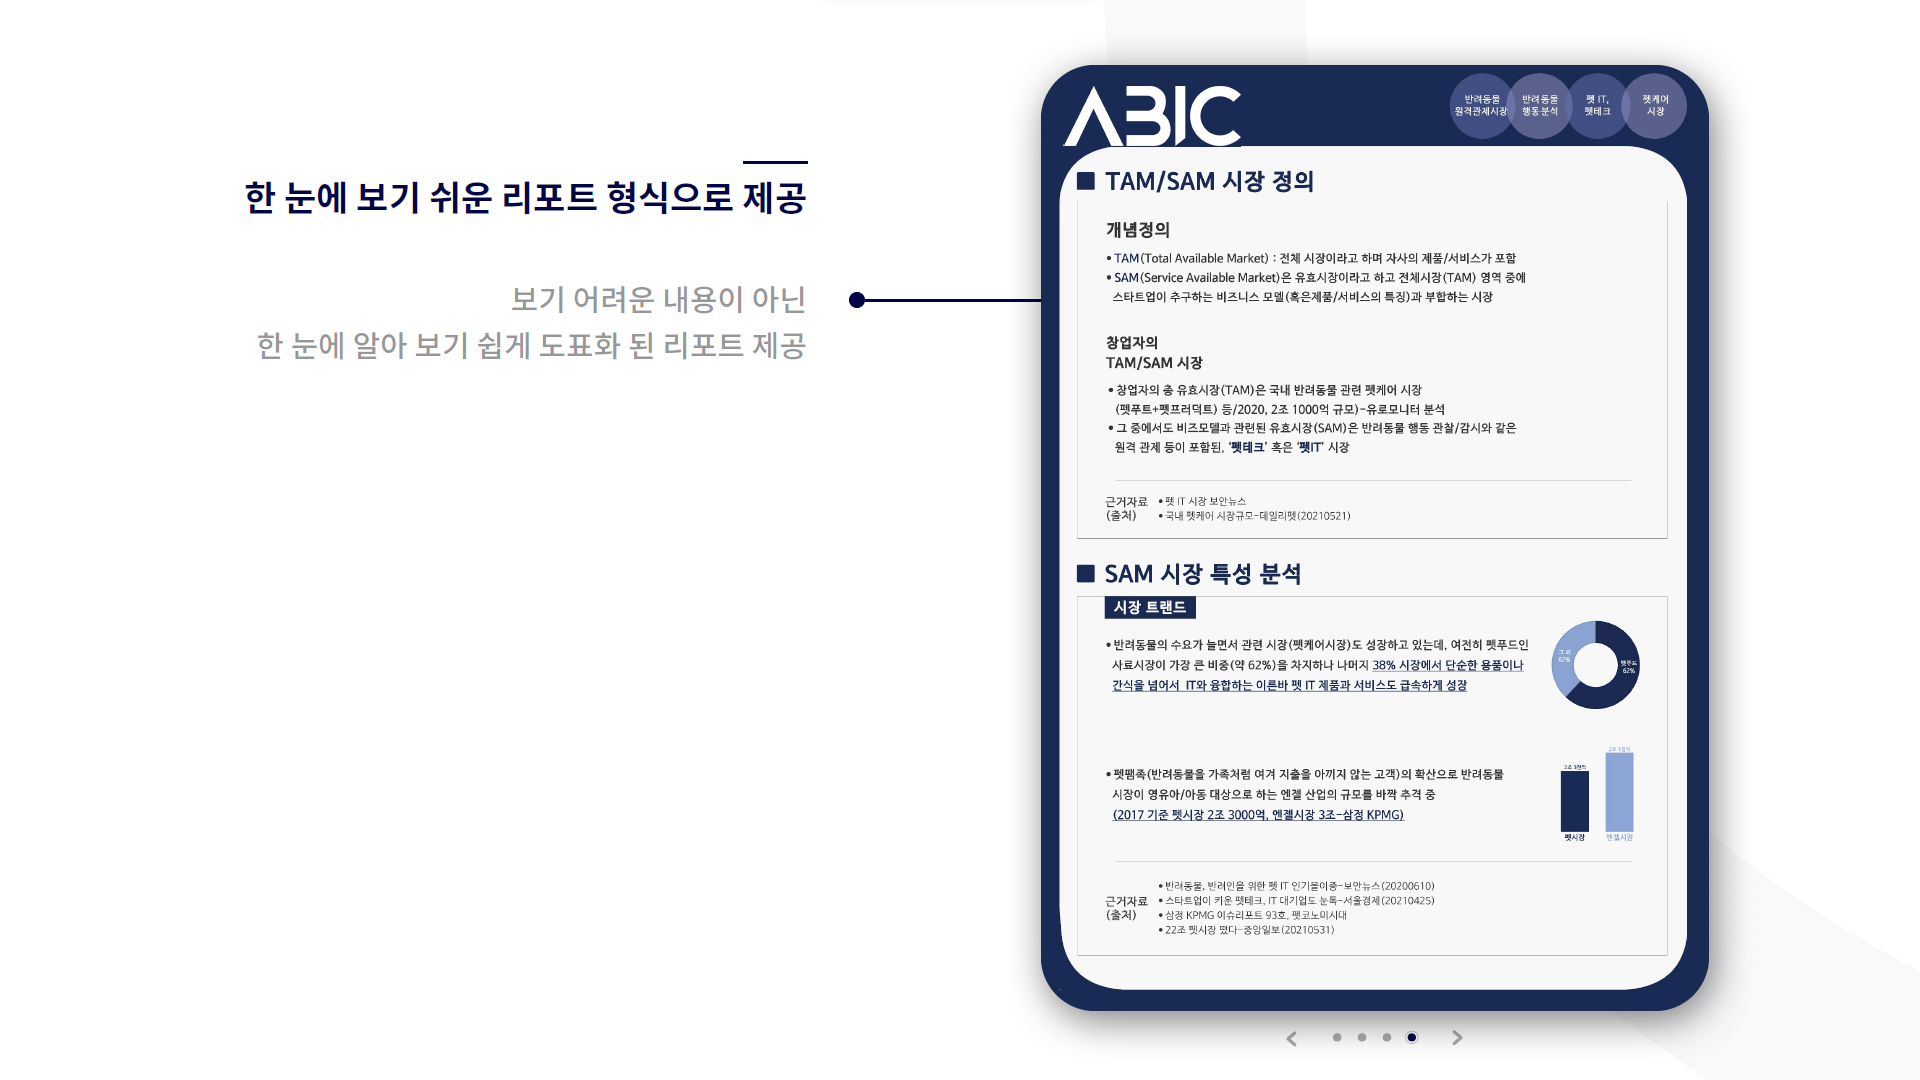 한 눈에 보기 쉬운 리포트 형식으로 제공
보기 어려운 내용이 아닌
한 눈에 알아 보기 쉽게 도표화 된 리포트 제공
ABIC
반려동물
원격관제시장
반려동물
행동분석
펫 IT,
펫테크
펫케어
시장
■ TAM/SAM 시장 정의
개념정의
• TAM(Total Available Market) : 전체 시장이라고 하며 자사의 제품/서비스가 포함
• SAM(Service Available Market)은 유효시장이라고 하고 전체시장(TAM) 영역 중에
스타트업이 추구하는 비즈니스 모델(혹은제품/서비스의 특징)과 부합하는 시장
창업자의
TAM/SAM 시장
• 창업자의 총 유효시장(TAM)은 국내 반려동물 관련 펫케어 시장
(펫푸트+펫프러덕트) 등/2020, 2조 1000억 규모)-유로모니터 분석
• 그 중에서도 비즈모델과 관련된 유효시장(SAM)은 반려동물 행동 관찰/감시와 같은
원격 관제 등이 포함된, ‘펫테크’ 혹은 ‘펫IT’ 시장
근거자료
(출처)
• 펫 IT 시장 보안뉴스
• 국내 펫케어 시장규모-데일리펫(20210521)
■ SAM 시장 특성 분석
시장 트랜드
• 반려동물의 수요가 늘면서 관련 시장(펫케어시장)도 성장하고 있는데, 여전히 펫푸드인
사료시장이 가장 큰 비중(약 62%)을 차지하나 나머지 38% 시장에서 단순한 용품이나
간식을 넘어서 IT와 융합하는 이른바 펫 IT 제품과 서비스도 급속하게 성장
그 외
62%
펫푸드
62%
• 펫팸족(반려동물을 가족처럼 여겨 지출을 아끼지 않는 고객)의 확산으로 반려동물
시장이 영유아/아동 대상으로 하는 엔젤 산업의 규모를 바짝 추격 중
(2017 기준 펫시장 2조 3000억, 엔젤시장 3조-삼정 KPMG)
2조 3천억
2조 3천억
펫시장
엔젤시장
근거자료
(출처)
• 반려동물, 반려인을 위한 펫 IT 인기몰이중-보안뉴스(20200610)
• 스타트업이 키운 펫테크, IT 대기업도 눈독-서울경제(20210425)
• 삼정 KPMG 이슈리포트 93호, 펫코노미시대
• 22조 펫시장 떴다-중앙일보(20210531)